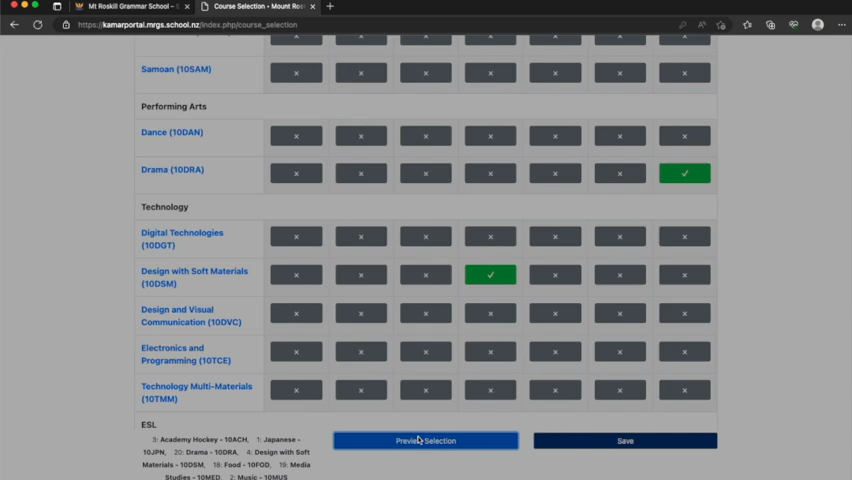 Mt Roskill Grammar School – S
Course Selection • Mount Ros
https://kamarportal.mrgs.school.nz/index.php/course_selection
Samoan (10SAM)
Performing Arts
Dance (10DAN)
Drama (10DRA)
Technology
Digital Technologies
(10DGT)
Design with Soft Materials
(10DSM)
Design and Visual
Communication (10DVC)
Electronics and
Programming (10TCE)
Technology Multi-Materials
(10TMM)
ESL
3: Academy Hockey - 10ACH, 1: Japanese -
10JPN, 20: Drama - 10DRA, 4: Design with Soft
Materials - 10DSM, 18: Food - 10FOD, 19: Media
Studies - 10MED, 2: Music - 10MUS
Preview Selection
Save